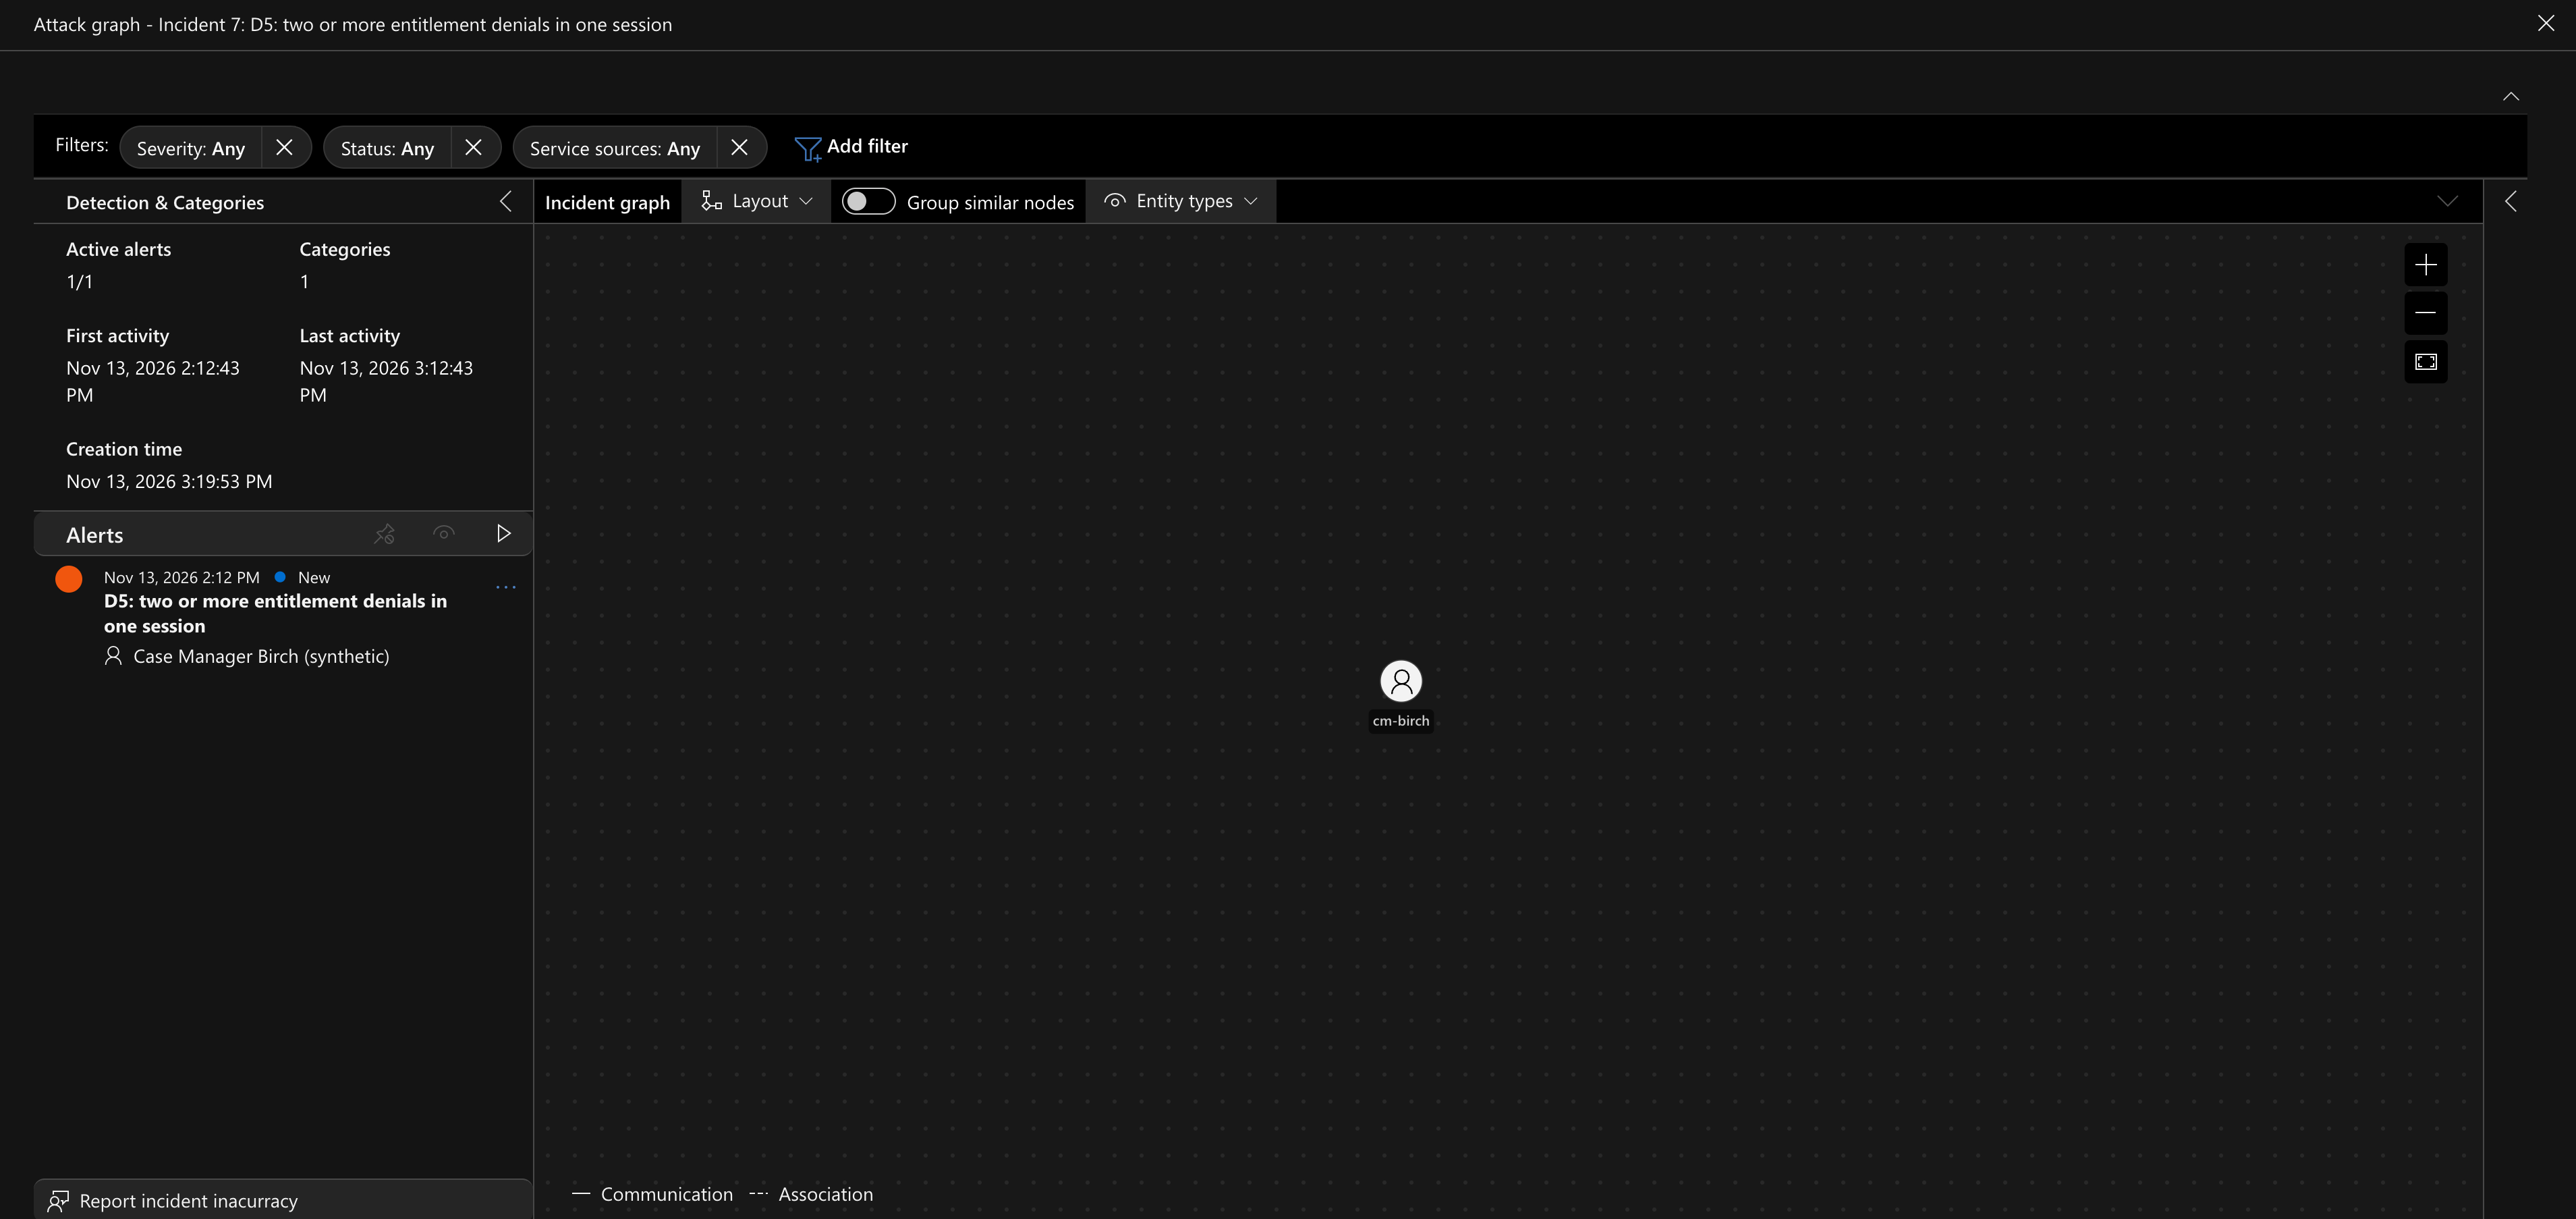 Attack graph - Incident 7: D5: two or more entitlement denials in one session
Filters:
Severity: Any
Status: Any
Service sources: Any
Add filter
Detection & Categories
Incident graph
Layout
Group similar nodes
Entity types
Active alerts
Categories
1/1
1
First activity
Last activity
Nov 13, 2026 2:12:43
PM
Nov 13, 2026 3:12:43
PM
Creation time
Nov 13, 2026 3:19:53 PM
Alerts
Nov 13, 2026 2:12 PM
New
D5: two or more entitlement denials in
one session
Case Manager Birch (synthetic)
cm-birch
Communication
Association
Report incident inacurracy